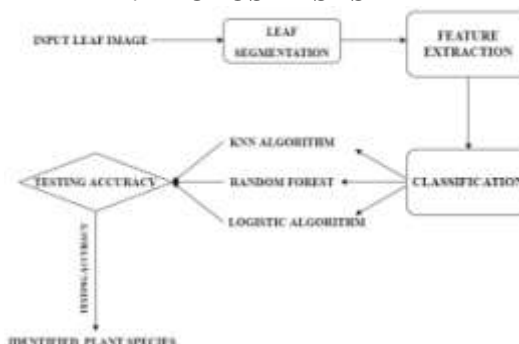 INPUT LEAF IMAGE
LEAF
SEGMENTATION
FEATURE
EXTRACTION
KNN ALGORITHM
TESTING ACCURACY
RANDOM FOREST
CLASSIFICATION
LOGISTIC ALGORITHM
TESTING ACCURACY
IDENTIFIED PLANT SPECIES